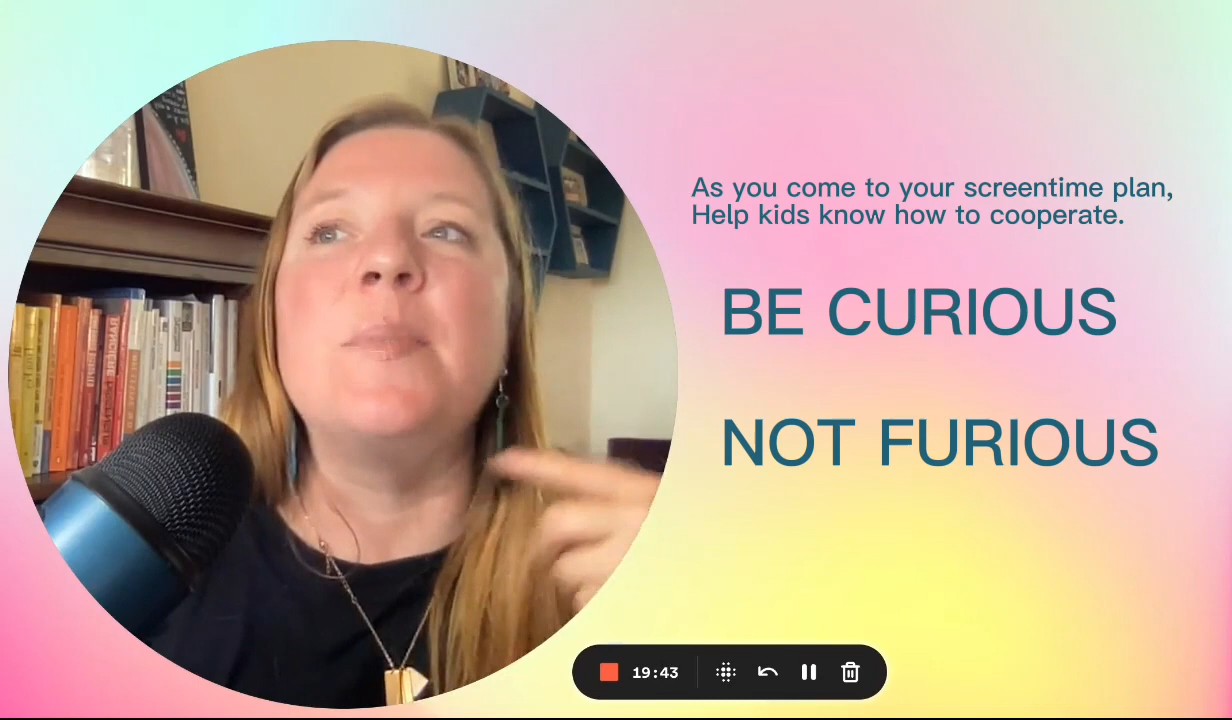 As you come to your screentime plan,
Help kids know how to cooperate.
BE CURIOUS
NOT FURIOUS
19:43